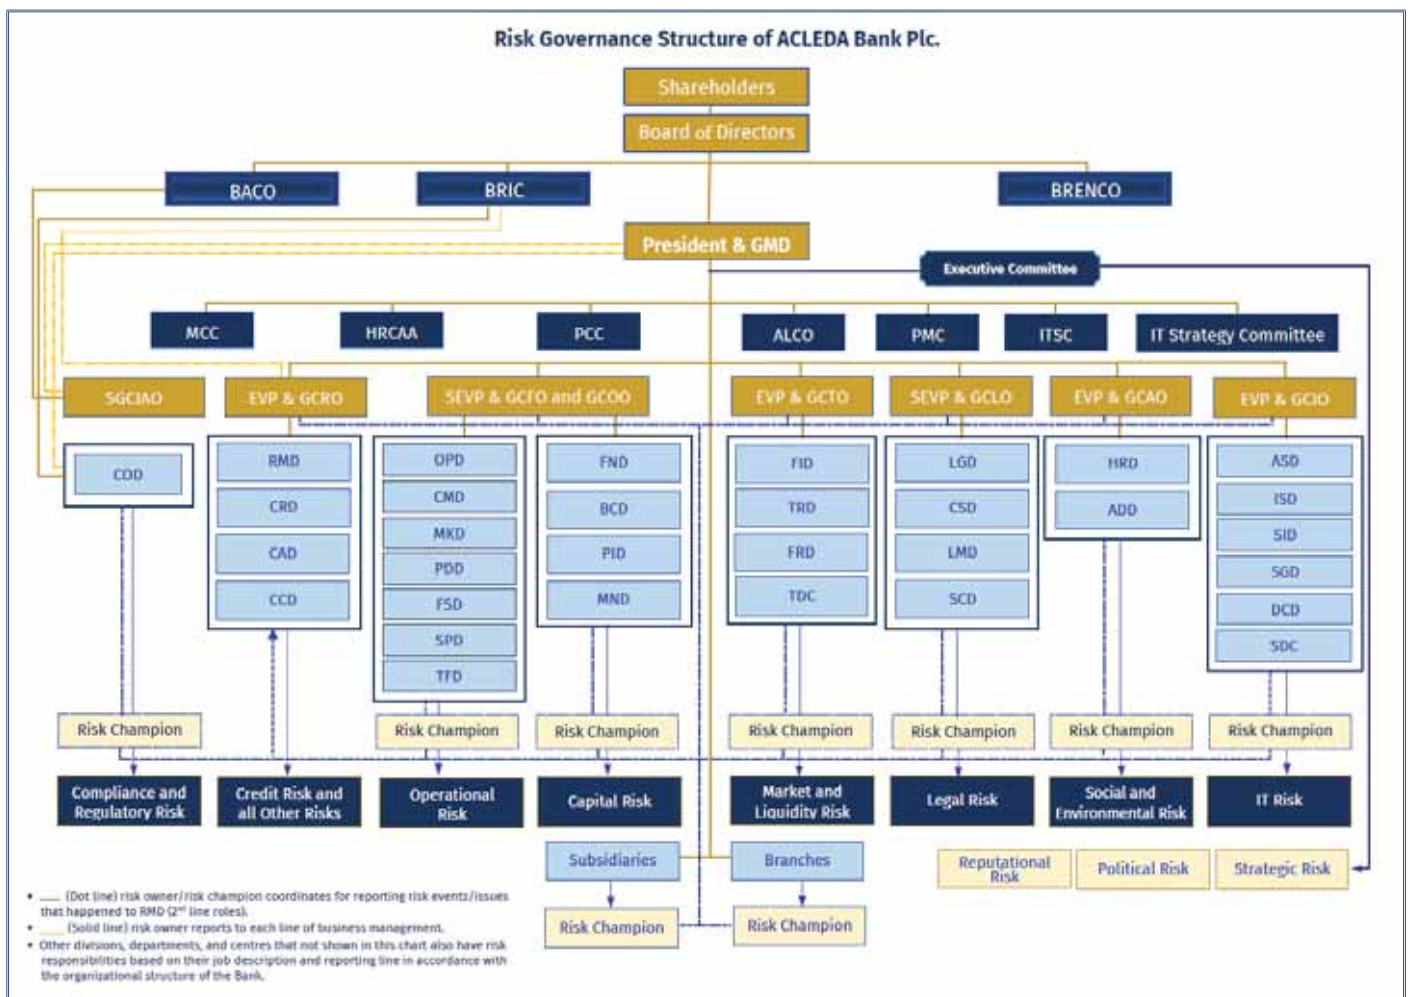 Risk Governance Structure of ACLEDA Bank Plc.
Shareholders
Board of Directors
BACO
BRIC
BRENCO
President & GMD
Executive Committee
MCC
HRCAA
PCC
ALCO
PMC
ITSC
IT Strategy Committee
SGCIAO
EVP & GCRO
SEVP & GCFO and GCOO
EVP & GCTO
SEVP & GCLO
EVP & GCAO
EVP & GCIO
COD
RMD
CRD
CAD
CCD
OPD
CMD
MKD
PDD
FSD
SPD
TFD
FND
BCD
PID
MND
FID
TRD
FRD
TDC
LGD
CSD
LMD
SCD
HRD
ADD
ASD
ISD
SID
SGD
DCD
SOC
Risk Champion
Risk Champion
Risk Champion
Risk Champion
Risk Champion
Risk Champion
Risk Champion
Compliance and
Regulatory Risk
Credit Risk and
all Other Risks
Operational
Risk
Capital Risk
Market and
Liquidity Risk
Legal Risk
Social and
Environmental Risk
IT Risk
Subsidiaries
Branches
Reputational
Risk
Political Risk
Strategic Risk
Risk Champion
Risk Champion
• ____ (Dot line) risk owner/risk champion coordinates for reporting risk events/issues
that happened to RMD (2nd line roles).
• ____ (Solid line) risk owner reports to each line of business management.
• Other divisions, departments, and centres that not shown in this chart also have risk
responsibilities based on their job description and reporting line in accordance with
the organizational structure of the Bank.